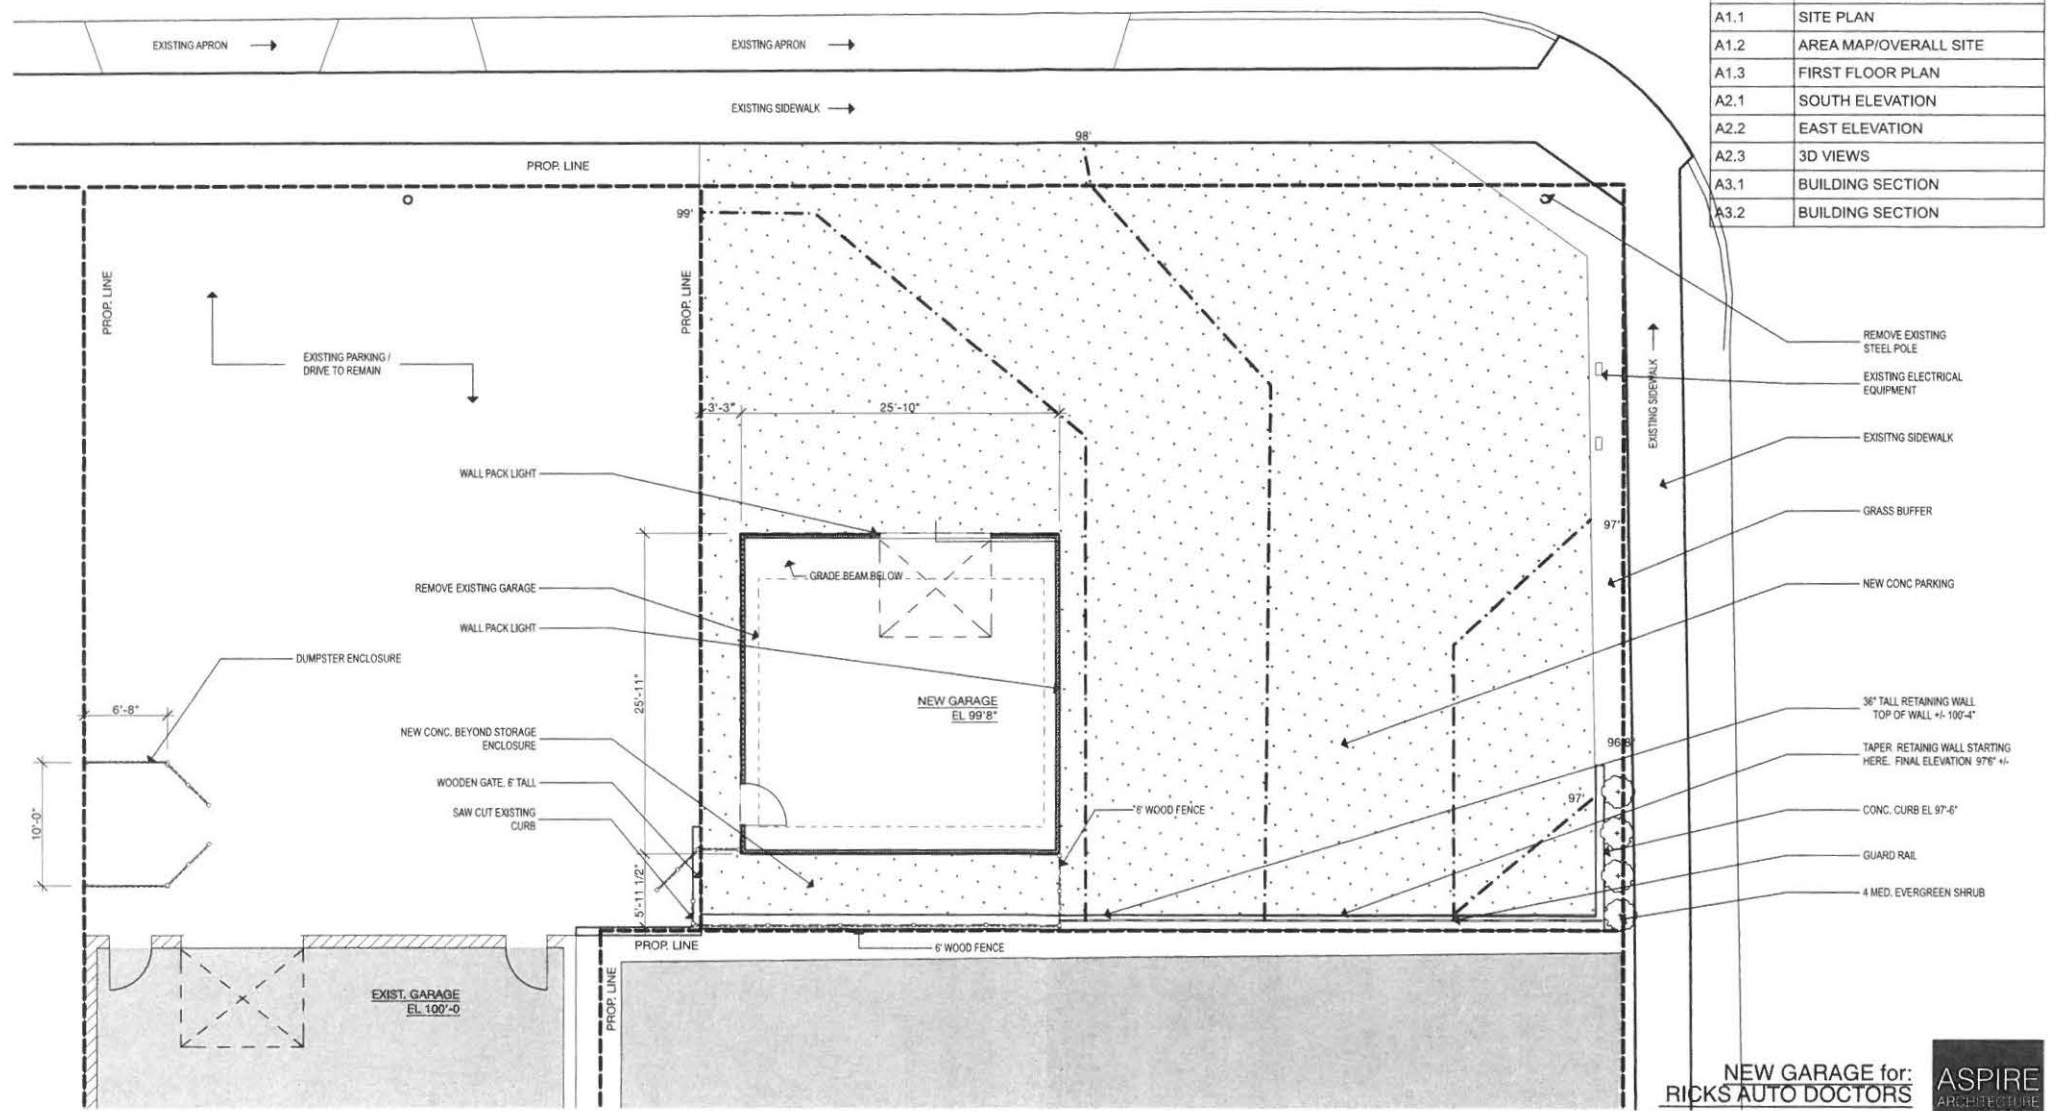 A1.1 SITE PLAN
A1.2 AREA MAP/OVERALL SITE
A1.3 FIRST FLOOR PLAN
A2.1 SOUTH ELEVATION
A2.2 EAST ELEVATION
A2.3 3D VIEWS
A3.1 BUILDING SECTION
A3.2 BUILDING SECTION
EXISTING APRON
EXISTING APRON
EXISTING SIDEWALK
98'
PROP. LINE
99'
PROP. LINE
PROP. LINE
EXISTING PARKING /
DRIVE TO REMAIN
3'-3"
25'-10"
WALL PACK LIGHT
GRADE BEAM BELOW
REMOVE EXISTING GARAGE
WALL PACK LIGHT
DUMPSTER ENCLOSURE
6'-8"
10'-0"
25'-11"
NEW GARAGE
EL 99'8"
NEW CONC. BEYOND STORAGE
ENCLOSURE
WOODEN GATE, 6' TALL
SAW CUT EXISTING
CURB
5'-11 1/2"
6' WOOD FENCE
6' WOOD FENCE
PROP. LINE
PROP. LINE
EXIST. GARAGE
EL 100'-0
97'
96'8"
97'
EXISTING SIDEWALK
REMOVE EXISTING
STEEL POLE
EXISTING ELECTRICAL
EQUIPMENT
EXISITNG SIDEWALK
GRASS BUFFER
NEW CONC PARKING
36" TALL RETAINING WALL
TOP OF WALL +/- 100'-4"
TAPER RETAINIG WALL STARTING
HERE. FINAL ELEVATION 97'6" +/-
CONC. CURB EL 97'-6"
GUARD RAIL
4 MED. EVERGREEN SHRUB
NEW GARAGE for:
RICKS AUTO DOCTORS
ASPIRE
ARCHITECTURE